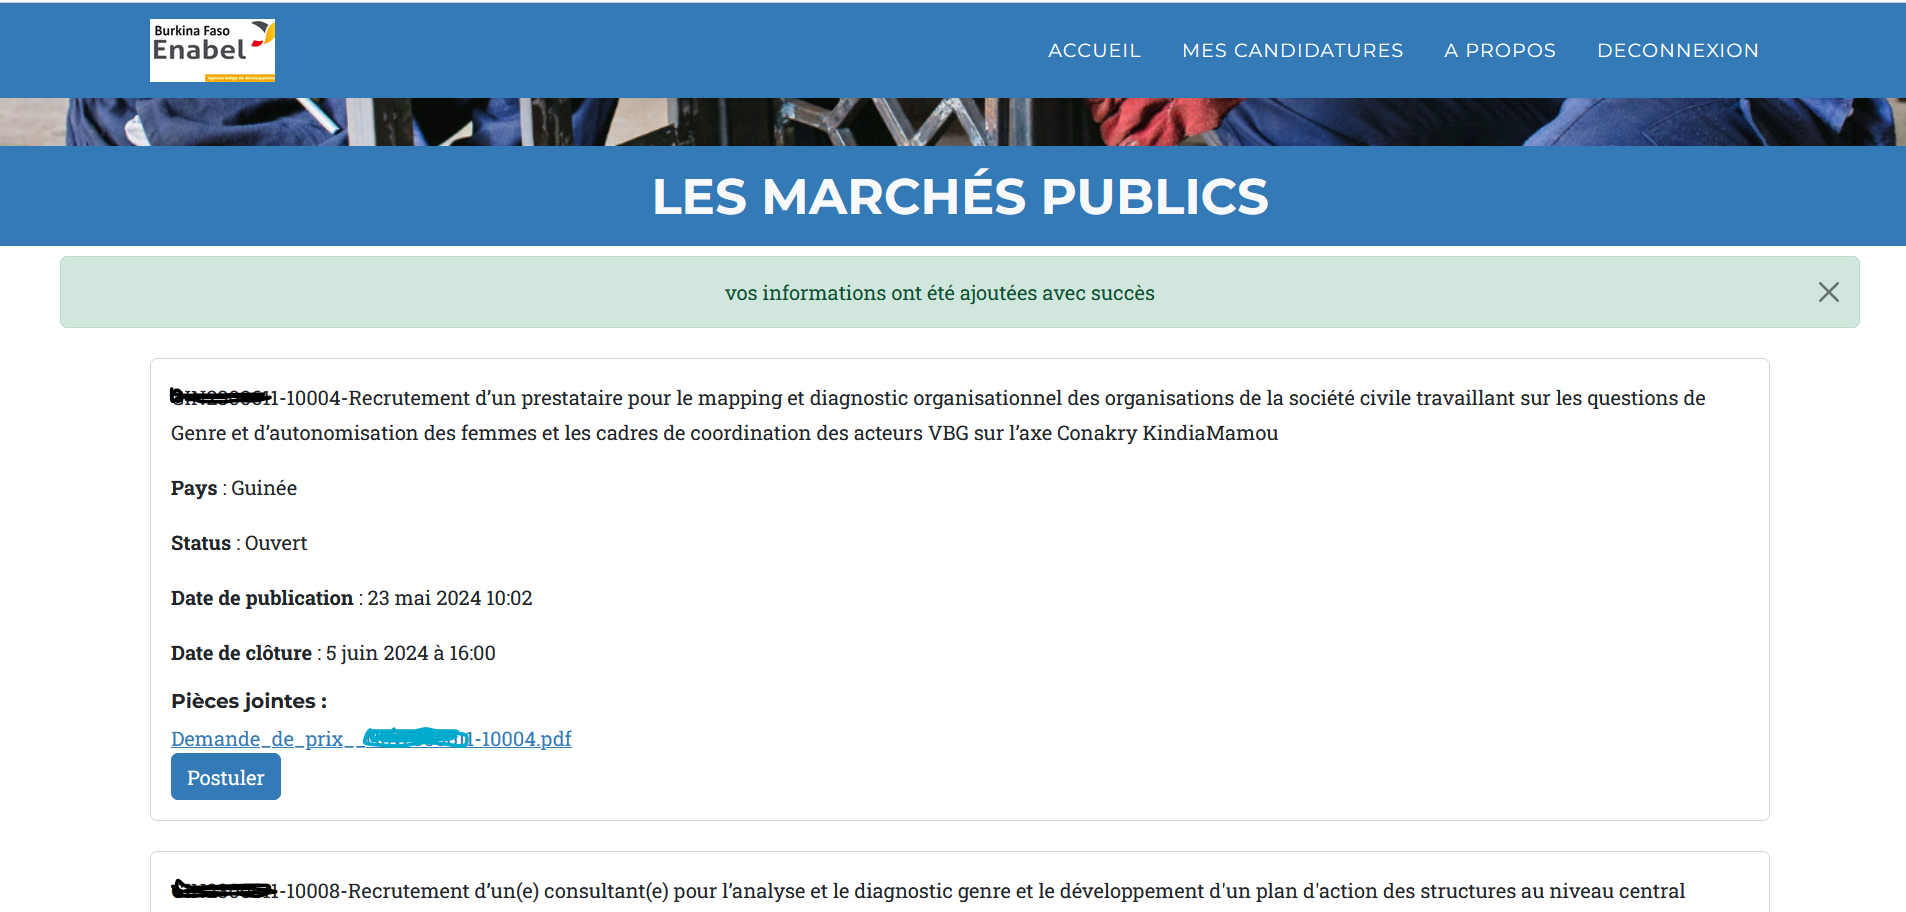 Burkina Faso
Enabel
Agence belge de développement
ACCUEIL MES CANDIDATURES A PROPOS DECONNEXION
LES MARCHÉS PUBLICS
vos informations ont été ajoutées avec succès
1-10004-Recrutement d’un prestataire pour le mapping et diagnostic organisationnel des organisations de la société civile travaillant sur les questions de
Genre et d’autonomisation des femmes et les cadres de coordination des acteurs VBG sur l’axe Conakry KindiaMamou
Pays : Guinée
Status : Ouvert
Date de publication : 23 mai 2024 10:02
Date de clôture : 5 juin 2024 à 16:00
Pièces jointes :
Demande_de_prix_ 1-10004.pdf
Postuler
-10008-Recrutement d’un(e) consultant(e) pour l’analyse et le diagnostic genre et le développement d'un plan d'action des structures au niveau central